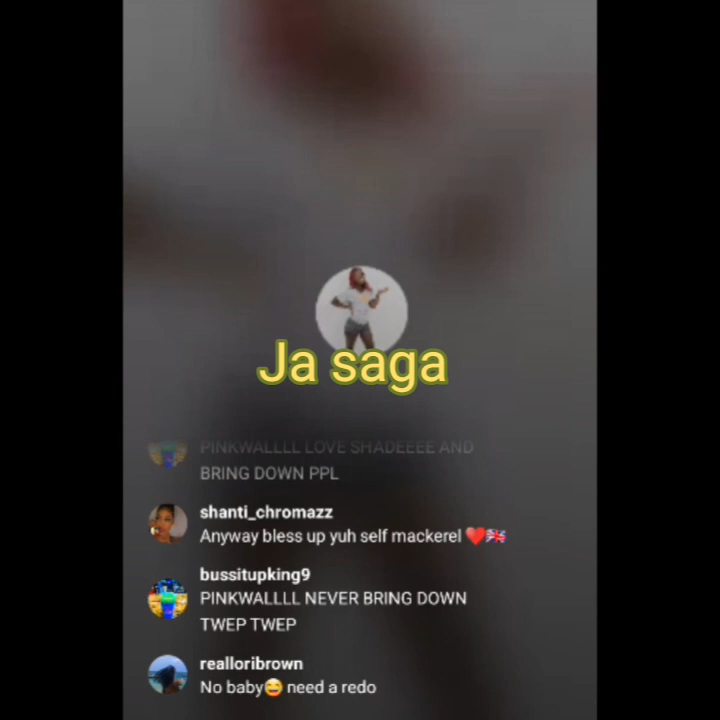 Ja saga
PINKWALLLL LOVE SHADEEEE AND
BRING DOWN PPL
shanti_chromazz
Anyway bless up yuh self mackerel ❤️🇬🇧
bussitupking9
PINKWALLLL NEVER BRING DOWN
TWEP TWEP
realloribrown
No baby😅 need a redo